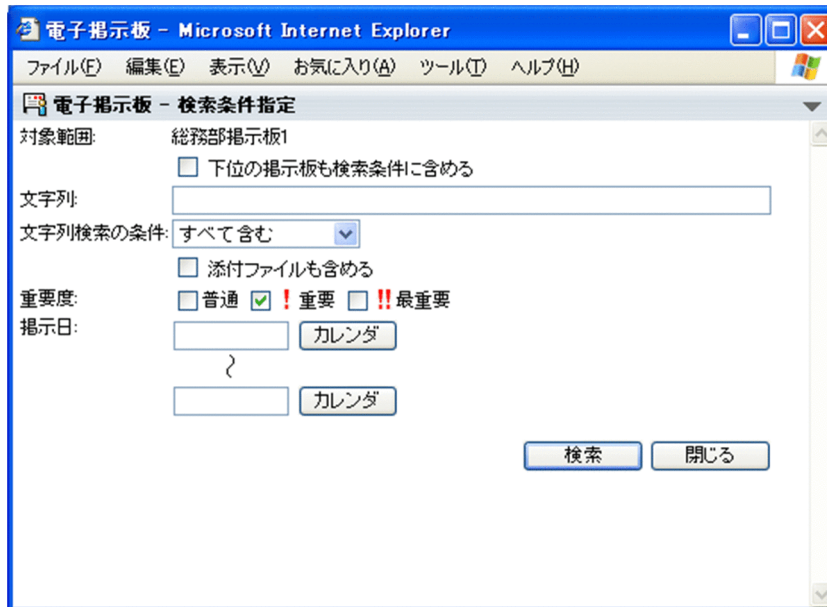 電子掲示板 - Microsoft Internet Explorer
ファイル(F) 編集(E) 表示(V) お気に入り(A) ツール(T) ヘルプ(H)
電子掲示板 - 検索条件指定
対象範囲: 総務部掲示板1
下位の掲示板も検索条件に含める
文字列:
文字列検索の条件: すべて含む
添付ファイルも含める
重要度: 普通 ! 重要 !! 最重要
掲示日: カレンダ
~
カレンダ
検索 閉じる